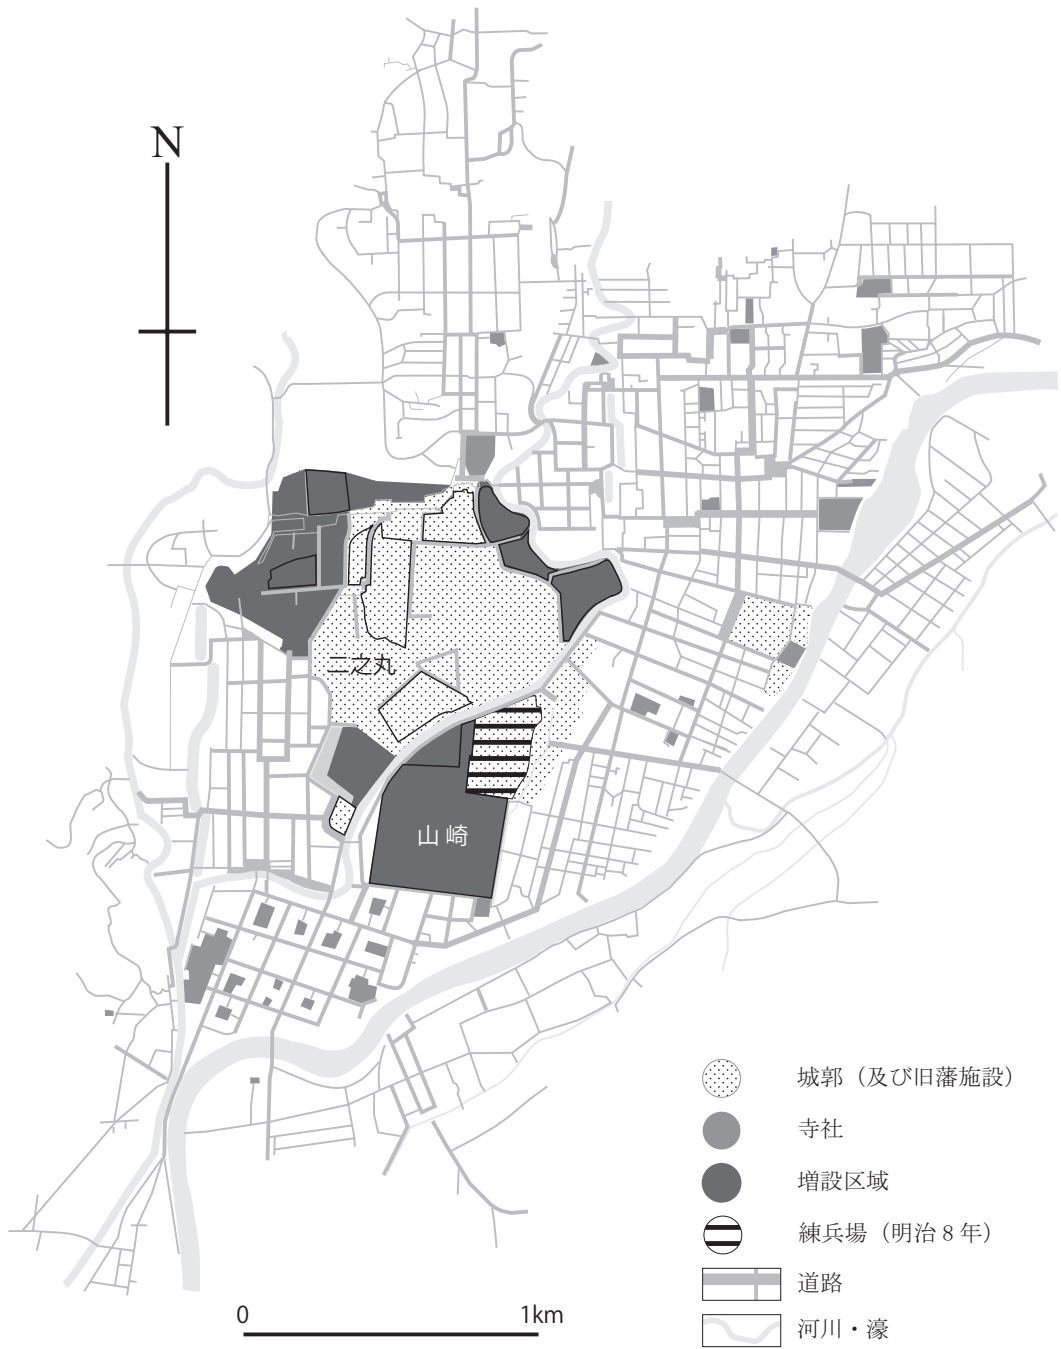 N
二之丸
山崎
城郭（及び旧藩施設）
寺社
増設区域
練兵場（明治8年）
道路
河川・濠
0 1km